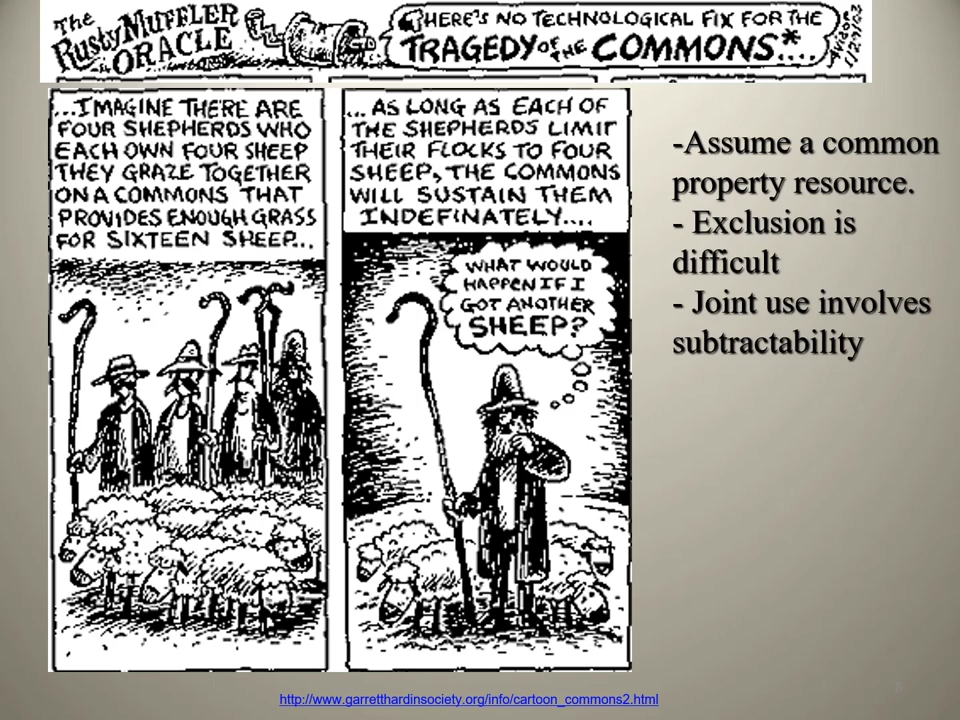 The
Rusty Muffler
ORACLE
THERE'S NO TECHNOLOGICAL FIX FOR THE
TRAGEDY OF THE COMMONS*....
...IMAGINE THERE ARE
FOUR SHEPHERDS WHO
EACH OWN FOUR SHEEP
THEY GRAZE TOGETHER
ON A COMMONS THAT
PROVIDES ENOUGH GRASS
FOR SIXTEEN SHEEP...
... AS LONG AS EACH OF
THE SHEPHERDS LIMIT
THEIR FLOCKS TO FOUR
SHEEP, THE COMMONS
WILL SUSTAIN THEM
INDEFINATELY....
WHAT WOULD
HAPPEN IF I
GOT ANOTHER
SHEEP?
-Assume a common
property resource.
- Exclusion is
difficult
- Joint use involves
subtractability
http://www.garretthardinsociety.org/info/cartoon_commons2.html